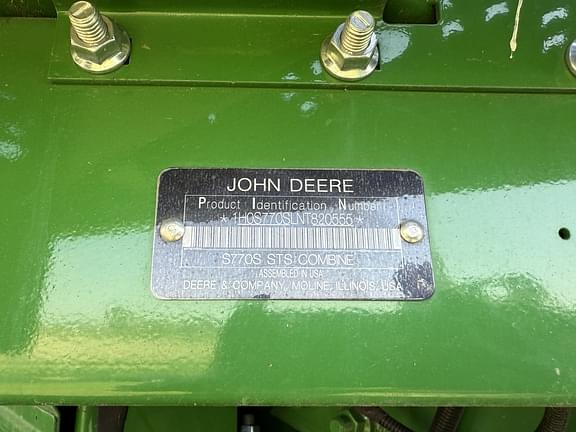 JOHN DEERE
Product Identification Number
*1H0S770SLNT820555*
S770S STS COMBINE
ASSEMBLED IN USA
DEERE & COMPANY, MOLINE, ILLINOIS, USA